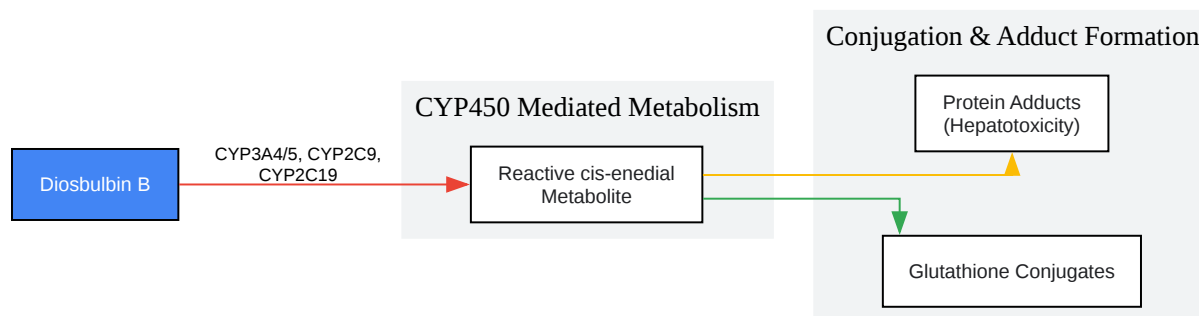 Conjugation & Adduct Formation
CYP450 Mediated Metabolism
Protein Adducts
(Hepatotoxicity)
CYP3A4/5, CYP2C9,
CYP2C19
Diosbulbin B
Reactive cis-enedial
Metabolite
Glutathione Conjugates